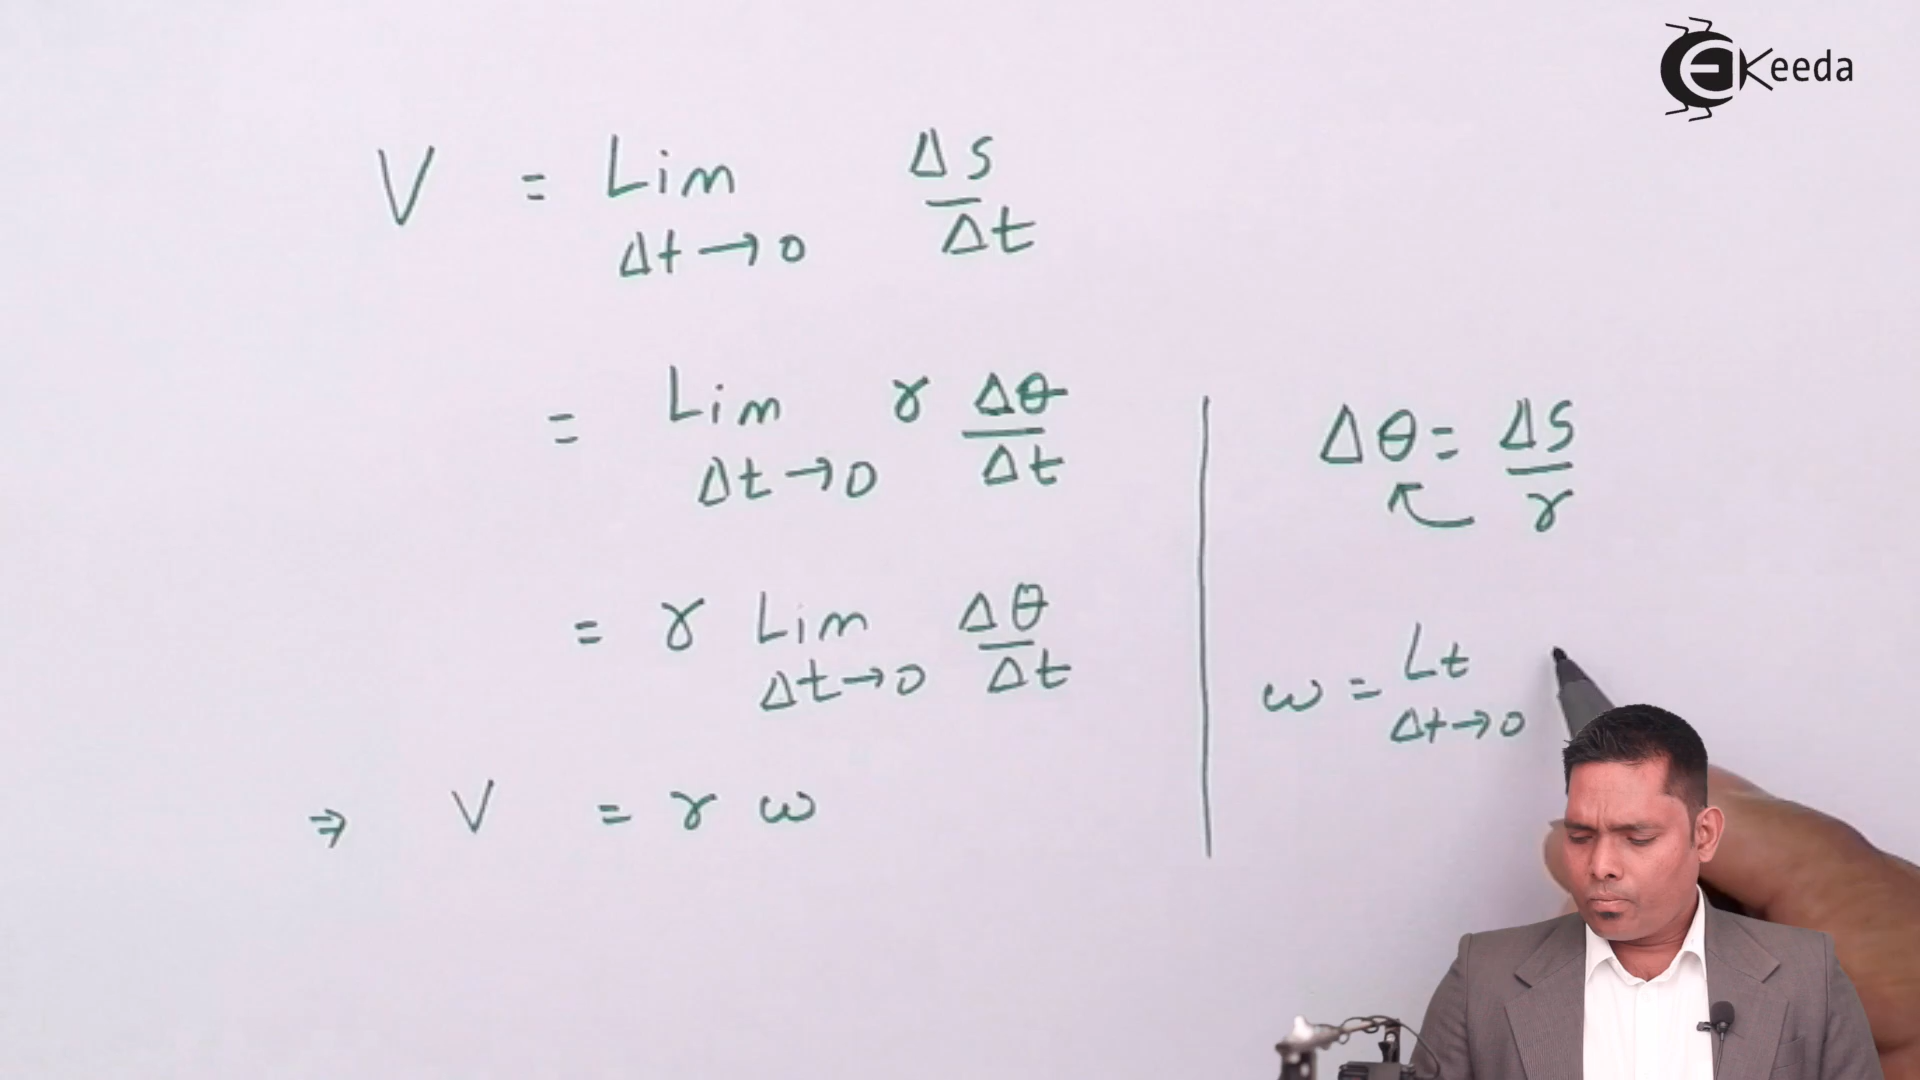 EKeeda
V = Lim Δt→0 Δs/Δt
= Lim Δt→0 r Δθ/Δt
= r Lim Δt→0 Δθ/Δt
⇒ V = r ω
Δθ = Δs/r
ω = Lt Δt→0